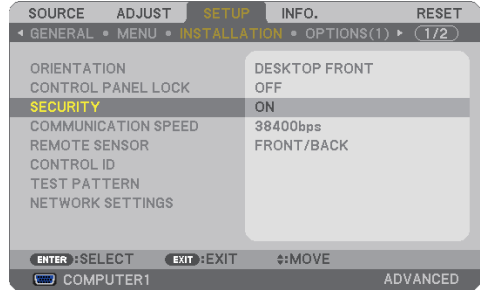 SOURCE ADJUST SETUP INFO. RESET
◀ GENERAL • MENU • INSTALLATION • OPTIONS(1) ▶ 1/2
ORIENTATION DESKTOP FRONT
CONTROL PANEL LOCK OFF
SECURITY ON
COMMUNICATION SPEED 38400bps
REMOTE SENSOR FRONT/BACK
CONTROL ID
TEST PATTERN
NETWORK SETTINGS
ENTER :SELECT EXIT :EXIT :MOVE
COMPUTER1 ADVANCED